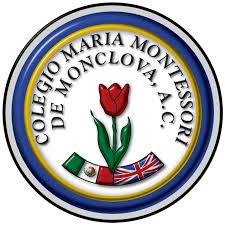 COLEGIO MARIA MONTESSORI
DE MONCLOVA, A.C.